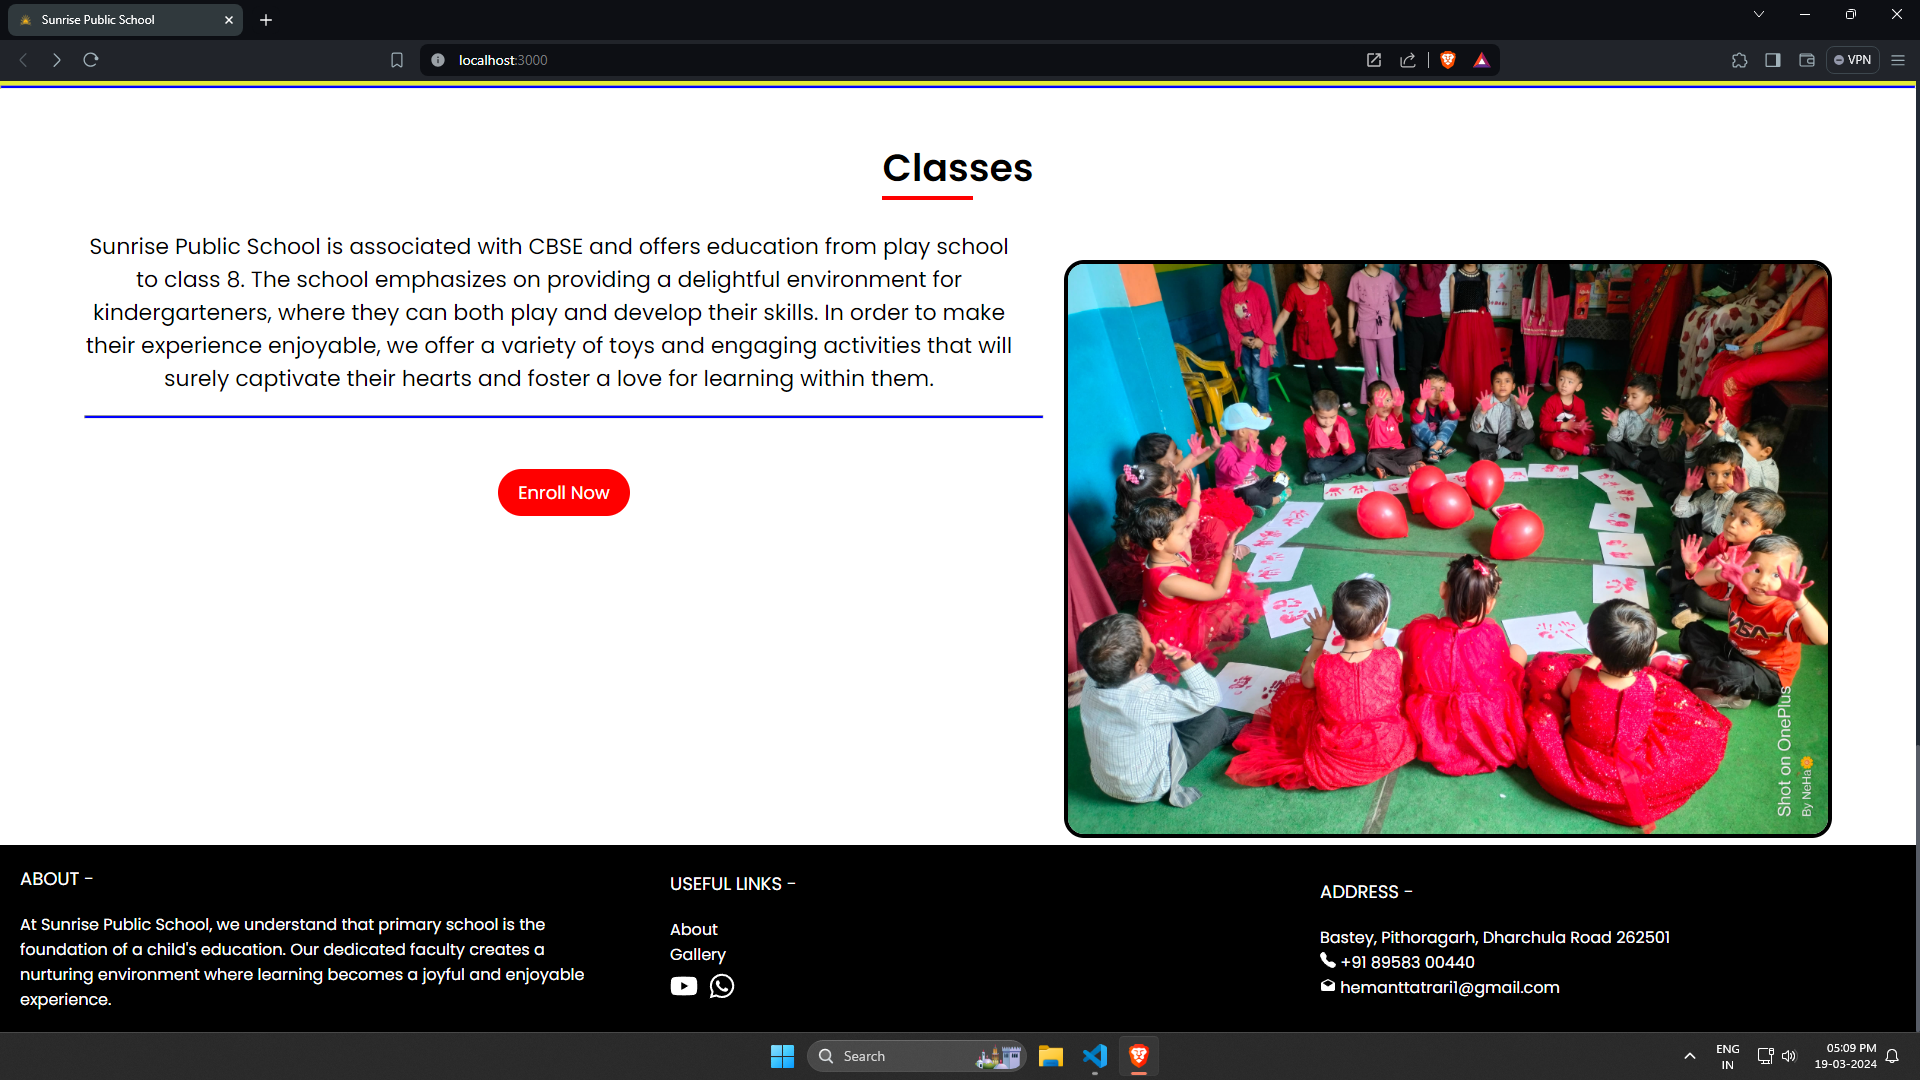 Sunrise Public School
localhost:3000
VPN
Classes
Sunrise Public School is associated with CBSE and offers education from play school
to class 8. The school emphasizes on providing a delightful environment for
kindergarteners, where they can both play and develop their skills. In order to make
their experience enjoyable, we offer a variety of toys and engaging activities that will
surely captivate their hearts and foster a love for learning within them.
Enroll Now
Shot on OnePlus
By NeHa
ABOUT -
At Sunrise Public School, we understand that primary school is the
foundation of a child's education. Our dedicated faculty creates a
nurturing environment where learning becomes a joyful and enjoyable
experience.
USEFUL LINKS -
About
Gallery
ADDRESS -
Bastey, Pithoragarh, Dharchula Road 262501
+91 89583 00440
hemanttatrari1@gmail.com
Search
ENG
IN
05:09 PM
19-03-2024